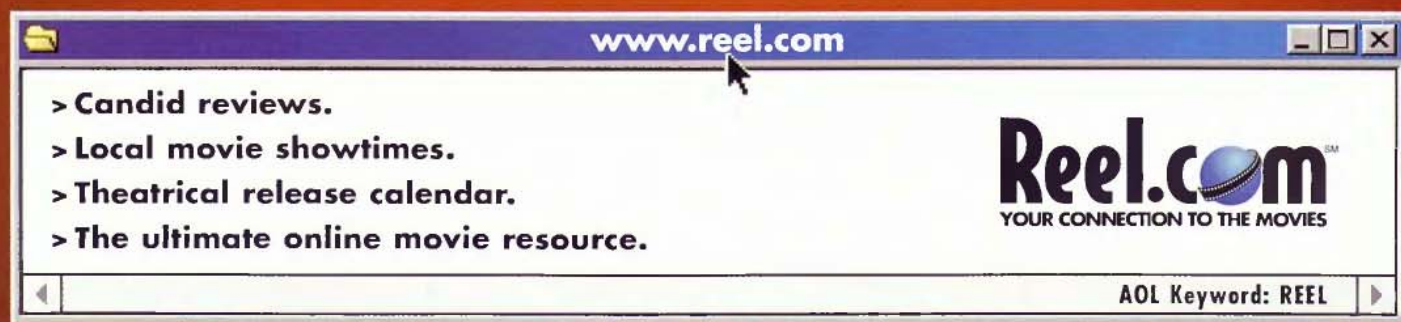 www.reel.com
> Candid reviews.
> Local movie showtimes.
> Theatrical release calendar.
> The ultimate online movie resource.
Reel.com SM
YOUR CONNECTION TO THE MOVIES
AOL Keyword: REEL